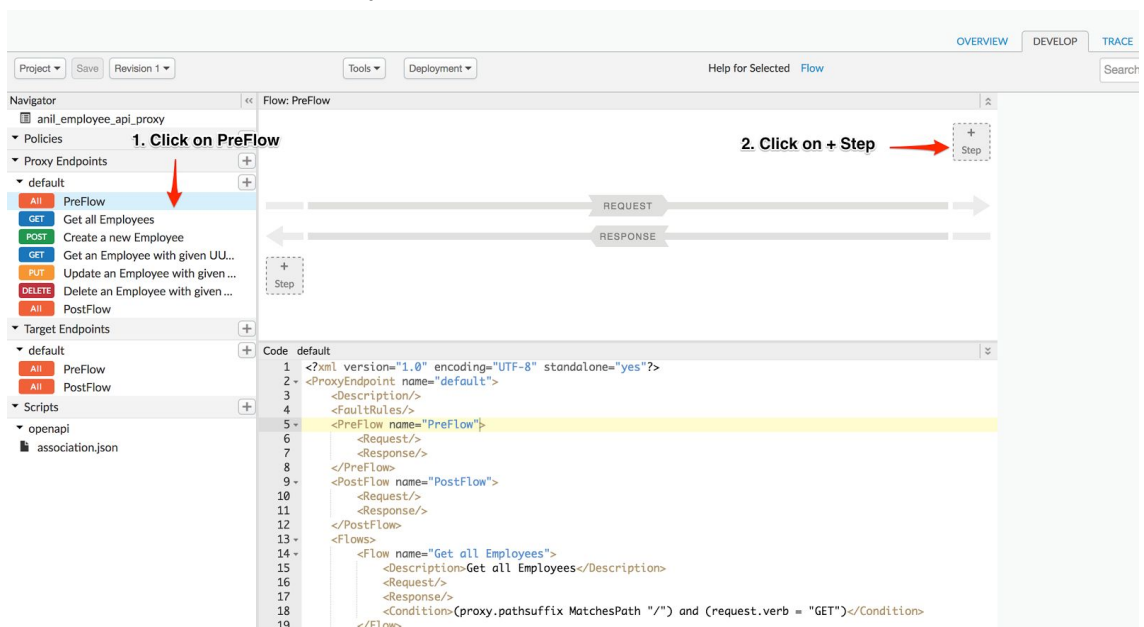 OVERVIEW DEVELOP TRACE
Project Save Revision 1 Tools Deployment Help for Selected Flow Search
Navigator
anil_employee_api_proxy
Policies
Proxy Endpoints
default
All PreFlow
GET Get all Employees
POST Create a new Employee
GET Get an Employee with given UU...
PUT Update an Employee with given ...
DELETE Delete an Employee with given ...
All PostFlow
Target Endpoints
default
All PreFlow
All PostFlow
Scripts
openapi
association.json
1. Click on PreFlow
Flow: PreFlow
2. Click on + Step
+
Step
REQUEST
RESPONSE
+
Step
Code default
1 <?xml version="1.0" encoding="UTF-8" standalone="yes"?>
2 <ProxyEndpoint name="default">
3 <Description/>
4 <FaultRules/>
5 <PreFlow name="PreFlow">
6 <Request/>
7 <Response/>
8 </PreFlow>
9 <PostFlow name="PostFlow">
10 <Request/>
11 <Response/>
12 </PostFlow>
13 <Flows>
14 <Flow name="Get all Employees">
15 <Description>Get all Employees</Description>
16 <Request/>
17 <Response/>
18 <Condition>(proxy.pathsuffix MatchesPath "/") and (request.verb = "GET")</Condition>
19 </Flow>